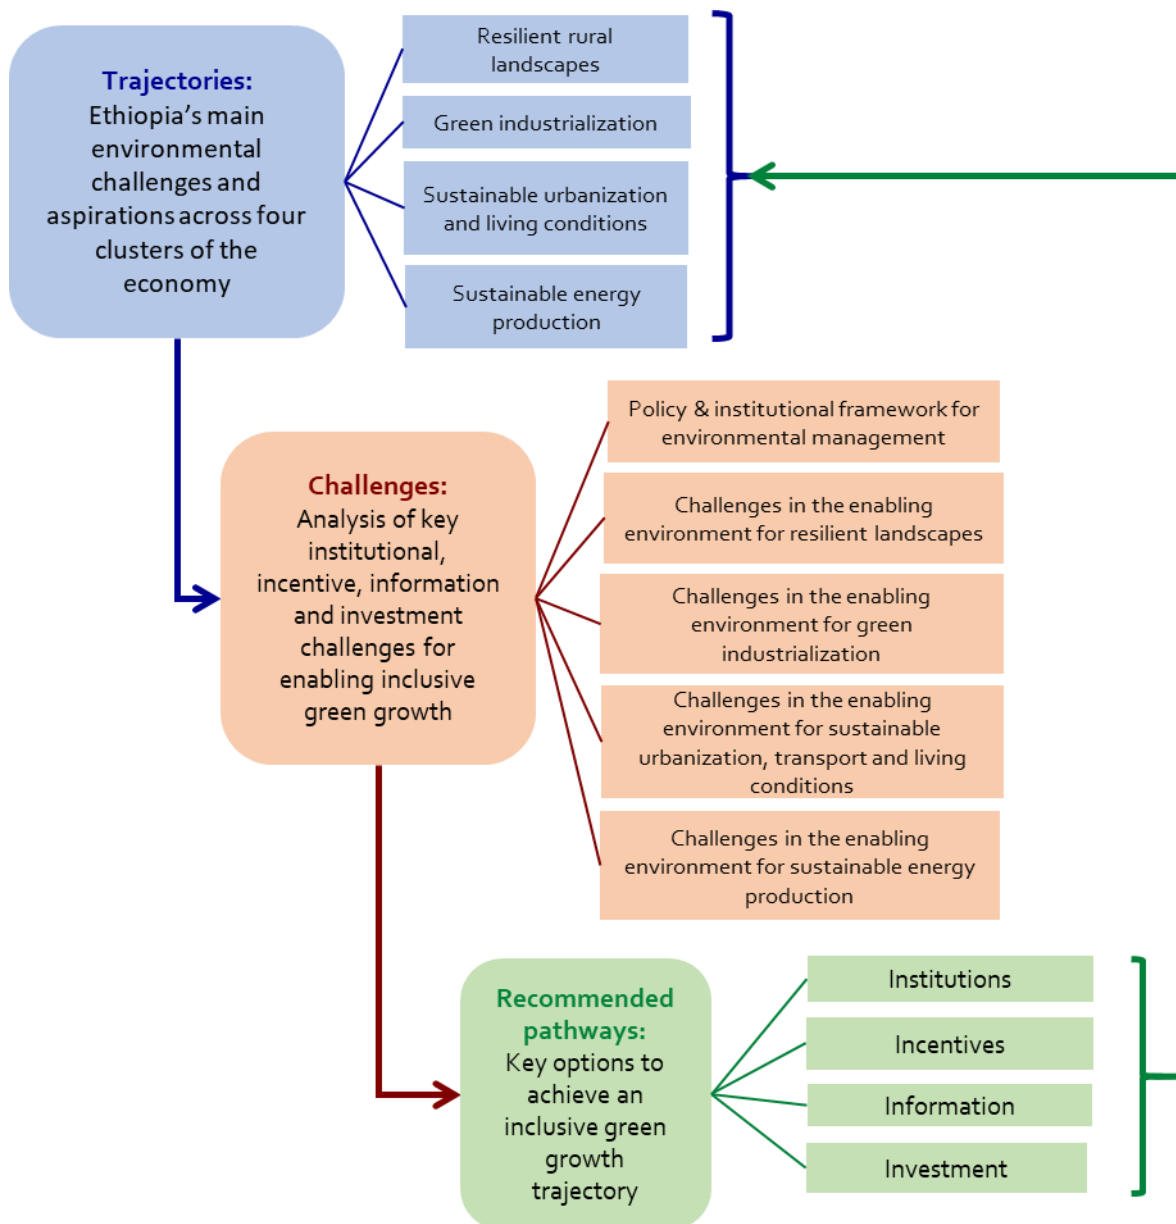 Trajectories:
Ethiopia's main
environmental
challenges and
aspirations across four
clusters of the
economy
Resilient rural
landscapes
Green industrialization
Sustainable urbanization
and living conditions
Sustainable energy
production
Challenges:
Analysis of key
institutional,
incentive, information
and investment
challenges for
enabling inclusive
green growth
Policy & institutional framework for
environmental management
Challenges in the enabling
environment for resilient landscapes
Challenges in the enabling
environment for green
industrialization
Challenges in the enabling
environment for sustainable
urbanization, transport and living
conditions
Challenges in the enabling
environment for sustainable energy
production
Recommended
pathways:
Key options to
achieve an
inclusive green
growth
trajectory
Institutions
Incentives
Information
Investment